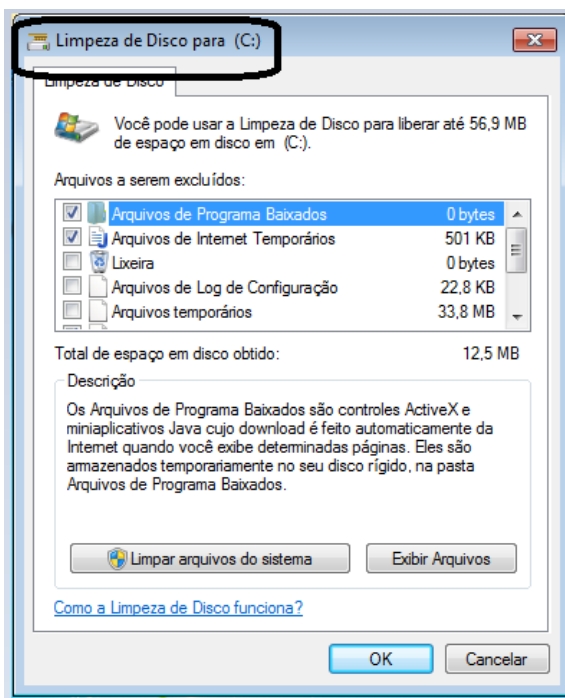 Limpeza de Disco para (C:)
Limpeza de Disco
Você pode usar a Limpeza de Disco para liberar até 56,9 MB
de espaço em disco em (C:).
Arquivos a serem excluídos:
Arquivos de Programa Baixados 0 bytes
Arquivos de Internet Temporários 501 KB
Lixeira 0 bytes
Arquivos de Log de Configuração 22,8 KB
Arquivos temporários 33,8 MB
Total de espaço em disco obtido: 12,5 MB
Descrição
Os Arquivos de Programa Baixados são controles ActiveX e
miniaplicativos Java cujo download é feito automaticamente da
Internet quando você exibe determinadas páginas. Eles são
armazenados temporariamente no seu disco rígido, na pasta
Arquivos de Programa Baixados.
Limpar arquivos do sistema Exibir Arquivos
Como a Limpeza de Disco funciona?
OK Cancelar